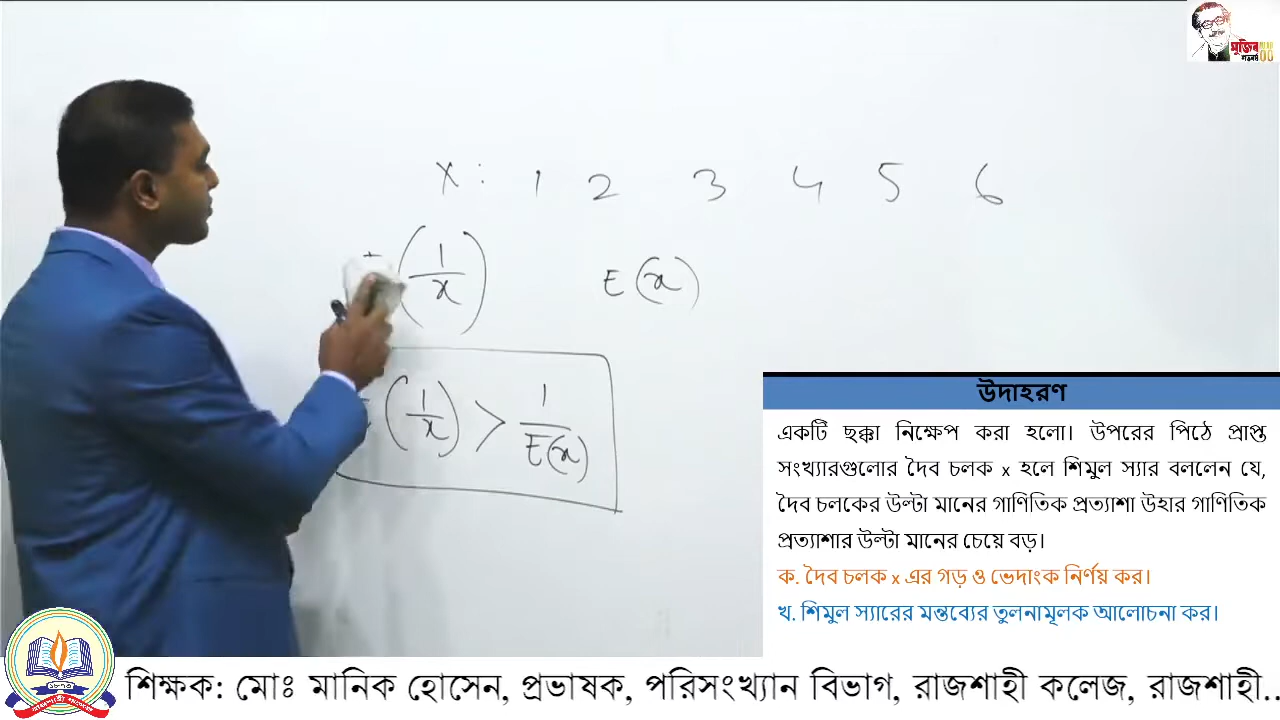 মুজিব
শতবর্ষ
100
X : 1 2 3 4 5 6
(1/x) E(x)
(1/x) > 1/E(x)
উদাহরণ
একটি ছক্কা নিক্ষেপ করা হলো। উপরের পিঠে প্রাপ্ত
সংখ্যারগুলোর দৈব চলক x হলে শিমুল স্যার বললেন যে,
দৈব চলকের উল্টা মানের গাণিতিক প্রত্যাশা উহার গাণিতিক
প্রত্যাশার উল্টা মানের চেয়ে বড়।
ক. দৈব চলক x এর গড় ও ভেদাংক নির্ণয় কর।
খ. শিমুল স্যারের মন্তব্যের তুলনামূলক আলোচনা কর।
শিক্ষক: মোঃ মানিক হোসেন, প্রভাষক, পরিসংখ্যান বিভাগ, রাজশাহী কলেজ, রাজশাহী..